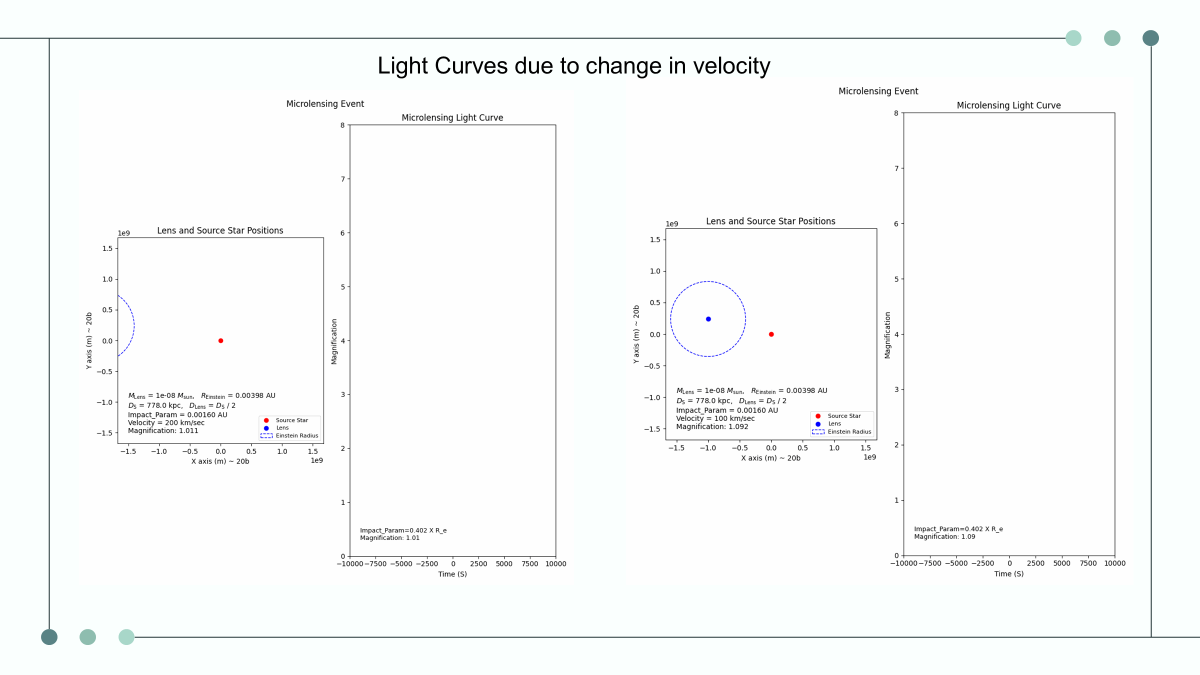 Light Curves due to change in velocity
Microlensing Event
Microlensing Light Curve
8
7
6
5
4
3
2
1
0
Magnification
Impact_Param=0.402 X R_e
Magnification: 1.01
−10000 −7500 −5000 −2500 0 2500 5000 7500 10000
Time (S)
Lens and Source Star Positions
1e9
1.5
1.0
0.5
0.0
−0.5
−1.0
−1.5
Y axis (m) ~ 20b
M_Lens = 1e-08 M_sun, R_Einstein = 0.00398 AU
D_S = 778.0 kpc, D_Lens = D_S / 2
Impact_Param = 0.00160 AU
Velocity = 200 km/sec
Magnification: 1.011
Source Star
Lens
Einstein Radius
−1.5 −1.0 −0.5 0.0 0.5 1.0 1.5
X axis (m) ~ 20b
1e9
Microlensing Event
Microlensing Light Curve
8
7
6
5
4
3
2
1
0
Magnification
Impact_Param=0.402 X R_e
Magnification: 1.09
−10000 −7500 −5000 −2500 0 2500 5000 7500 10000
Time (S)
Lens and Source Star Positions
1e9
1.5
1.0
0.5
0.0
−0.5
−1.0
−1.5
Y axis (m) ~ 20b
M_Lens = 1e-08 M_sun, R_Einstein = 0.00398 AU
D_S = 778.0 kpc, D_Lens = D_S / 2
Impact_Param = 0.00160 AU
Velocity = 100 km/sec
Magnification: 1.092
Source Star
Lens
Einstein Radius
−1.5 −1.0 −0.5 0.0 0.5 1.0 1.5
X axis (m) ~ 20b
1e9